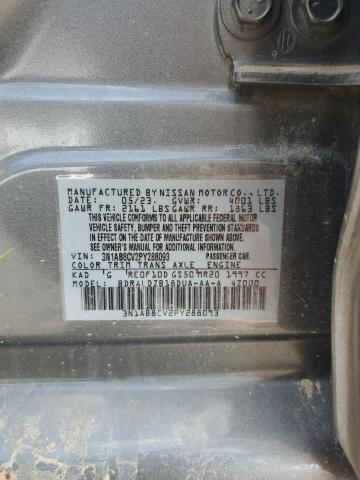 MANUFACTURED BY NISSAN MOTOR CO., LTD.
DATE: 05/23 GVWR: 4001 LBS
GAWR FR: 2161 LBS GAWR RR: 1863 LBS
THIS VEHICLE CONFORMS TO ALL APPLICABLE FEDERAL MOTOR
VEHICLE SAFETY, BUMPER AND THEFT PREVENTION
STANDARDS IN EFFECT ON THE DATE OF
MANUFACTURE SHOWN ABOVE.
SEE OWNER'S MANUAL FOR ADDITIONAL INFORMATION.
VIN: 3N1AB8CV2PY288093 PASSENGER CAR.
COLOR TRIM TRANS AXLE ENGINE
KAD G RE0F10D GS50 MR20 1997 CC
MODEL: BDRALDZB18DUA-AA-A 4Z000
3N1AB8CV2PY288093